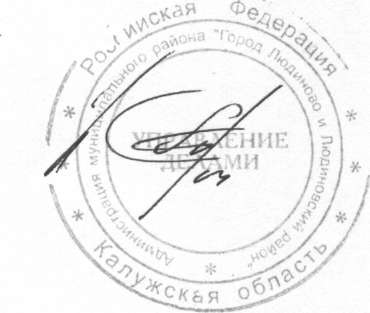 Российская Федерация
* Калужская область *
Администрация муниципального района "Город Людиново и Людиновский район"
УПРАВЛЕНИЕ
ДЕЛАМИ